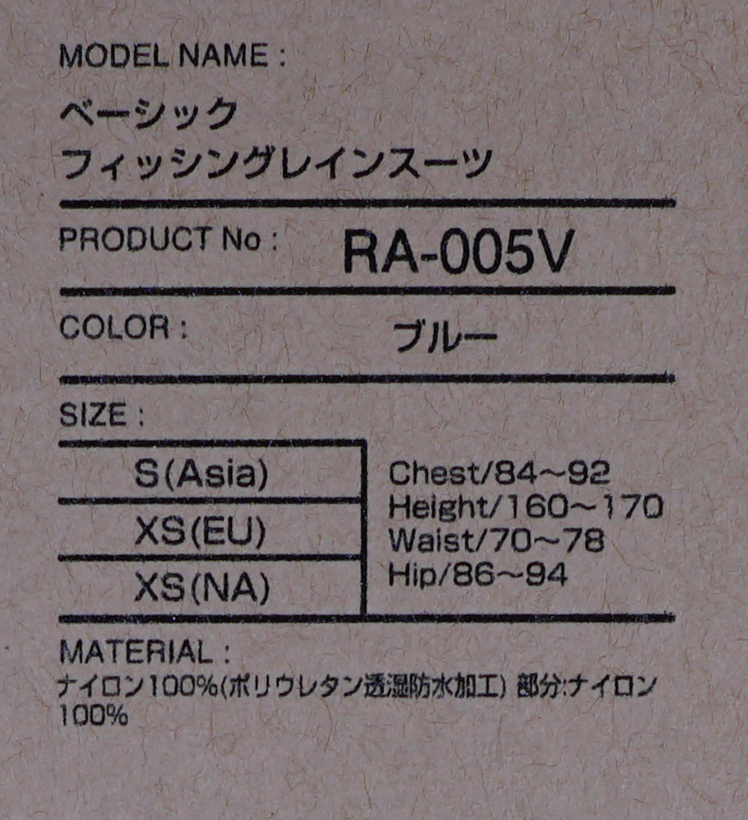 MODEL NAME :
ベーシック
フィッシングレインスーツ
PRODUCT No : RA-005V
COLOR : ブルー
SIZE :
S(Asia)
XS(EU)
XS(NA)
Chest/84～92
Height/160～170
Waist/70～78
Hip/86～94
MATERIAL :
ナイロン100%(ポリウレタン透湿防水加工) 部分:ナイロン
100%